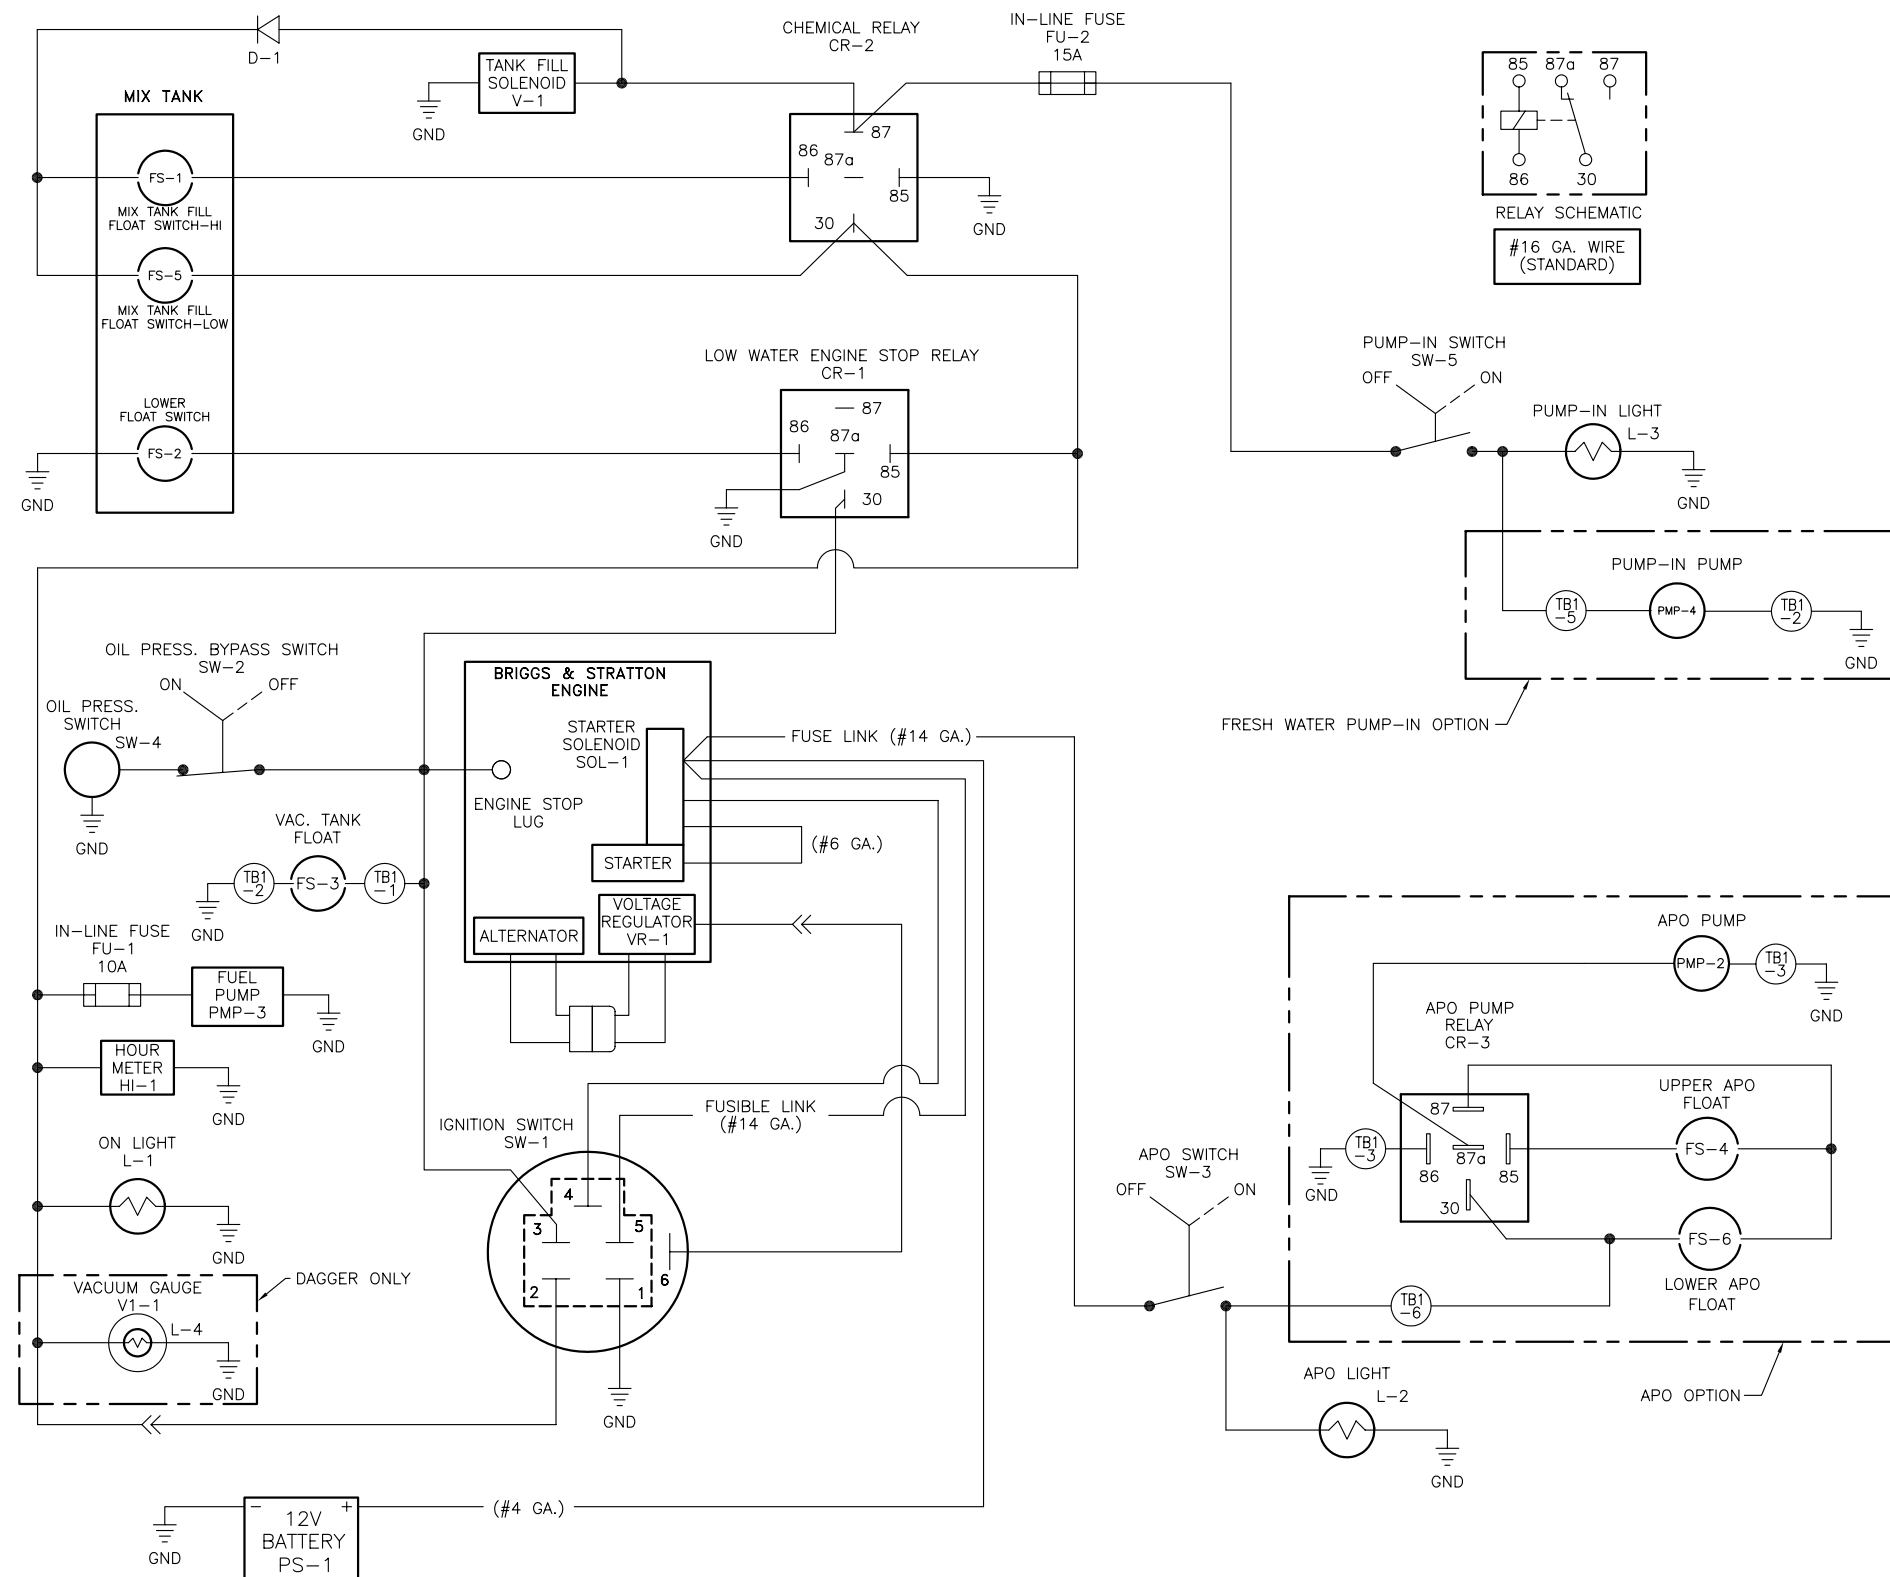 D-1
TANK FILL
SOLENOID
V-1
GND
CHEMICAL RELAY
CR-2
IN-LINE FUSE
FU-2
15A
87
86
87a
85
30
GND
85
87a
87
86
30
RELAY SCHEMATIC
#16 GA. WIRE
(STANDARD)
MIX TANK
FS-1
MIX TANK FILL
FLOAT SWITCH-HI
FS-5
MIX TANK FILL
FLOAT SWITCH-LOW
LOWER
FLOAT SWITCH
FS-2
GND
LOW WATER ENGINE STOP RELAY
CR-1
87
86
87a
85
30
GND
PUMP-IN SWITCH
SW-5
OFF
ON
PUMP-IN LIGHT
L-3
GND
PUMP-IN PUMP
TB1
-5
PMP-4
TB1
-2
GND
FRESH WATER PUMP-IN OPTION
OIL PRESS. BYPASS SWITCH
SW-2
ON
OFF
OIL PRESS.
SWITCH
SW-4
GND
VAC. TANK
FLOAT
TB1
-2
FS-3
TB1
-1
GND
BRIGGS & STRATTON
ENGINE
STARTER
SOLENOID
SOL-1
ENGINE STOP
LUG
STARTER
FUSE LINK (#14 GA.)
(#6 GA.)
ALTERNATOR
VOLTAGE
REGULATOR
VR-1
IN-LINE FUSE
FU-1
10A
FUEL
PUMP
PMP-3
GND
HOUR
METER
HI-1
GND
ON LIGHT
L-1
GND
VACUUM GAUGE
V1-1
L-4
GND
DAGGER ONLY
IGNITION SWITCH
SW-1
FUSIBLE LINK
(#14 GA.)
4
3
5
6
2
1
GND
12V
BATTERY
PS-1
-
+
GND
(#4 GA.)
APO SWITCH
SW-3
OFF
ON
APO PUMP
PMP-2
TB1
-3
GND
APO PUMP
RELAY
CR-3
87
86
87a
85
30
TB1
-3
GND
UPPER APO
FLOAT
FS-4
FS-6
LOWER APO
FLOAT
TB1
-6
APO LIGHT
L-2
GND
APO OPTION